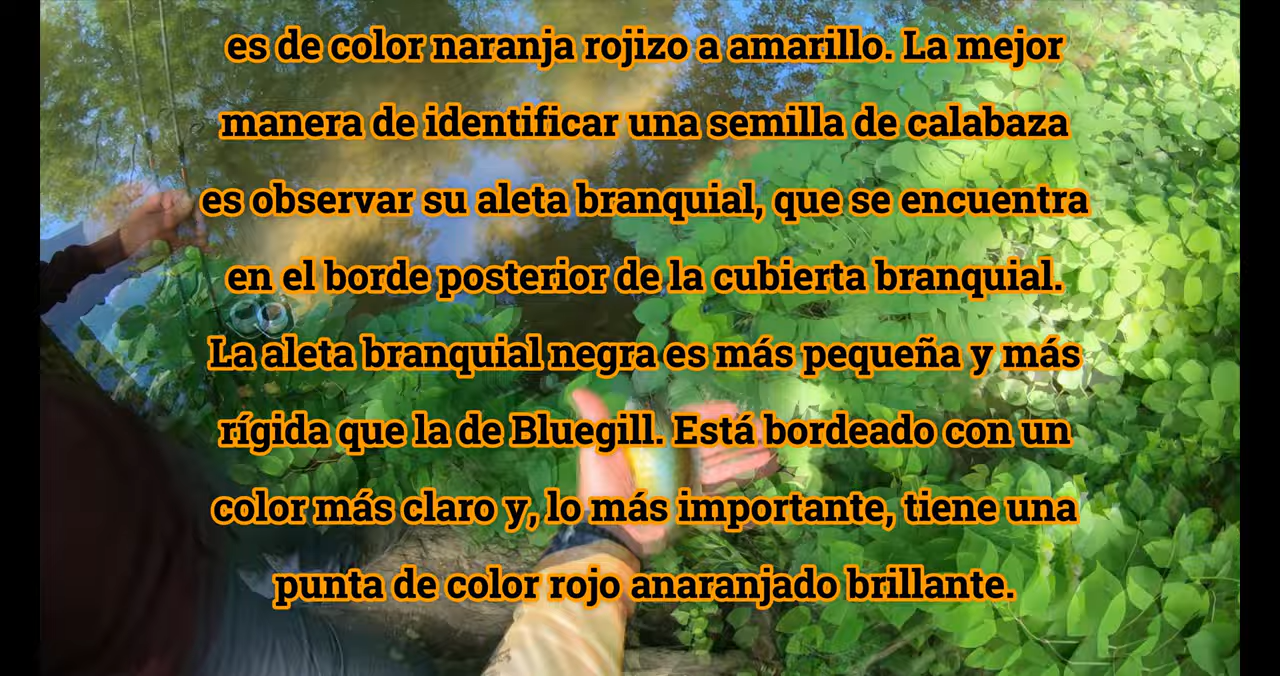 es de color naranja rojizo a amarillo. La mejor
manera de identificar una semilla de calabaza
es observar su aleta branquial, que se encuentra
en el borde posterior de la cubierta branquial.
La aleta branquial negra es más pequeña y más
rígida que la de Bluegill. Está bordeado con un
color más claro y, lo más importante, tiene una
punta de color rojo anaranjado brillante.